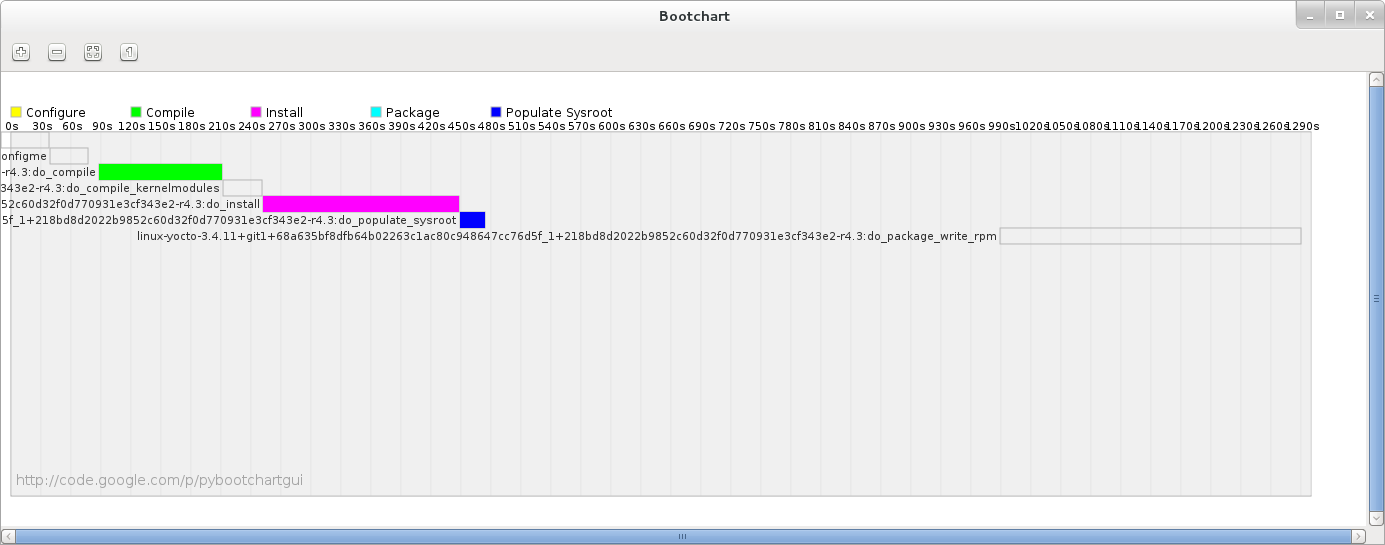 Bootchart
Configure Compile Install Package Populate Sysroot
0s 30s 60s 90s 120s 150s 180s 210s 240s 270s 300s 330s 360s 390s 420s 450s 480s 510s 540s 570s 600s 630s 660s 690s 720s 750s 780s 810s 840s 870s 900s 930s 960s 990s 1020s 1050s 1080s 1110s 1140s 1170s 1200s 1230s 1260s 1290s
onfigme
-r4.3:do_compile
343e2-r4.3:do_compile_kernelmodules
52c60d32f0d770931e3cf343e2-r4.3:do_install
5f_1+218bd8d2022b9852c60d32f0d770931e3cf343e2-r4.3:do_populate_sysroot
linux-yocto-3.4.11+git1+68a635bf8dfb64b02263c1ac80c948647cc76d5f_1+218bd8d2022b9852c60d32f0d770931e3cf343e2-r4.3:do_package_write_rpm
http://code.google.com/p/pybootchartgui